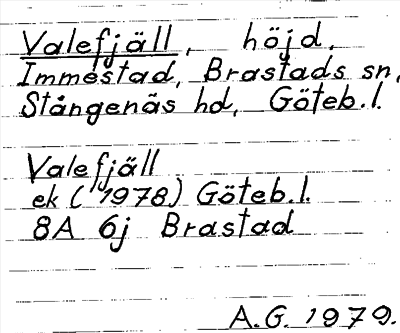 Valefjäll, höjd,
Immestad, Brastads sn,
Stångenäs hd, Göteb.l.
Valefjäll
ek (1978) Göteb.l.
8A 6j Brastad
A.G. 1979.